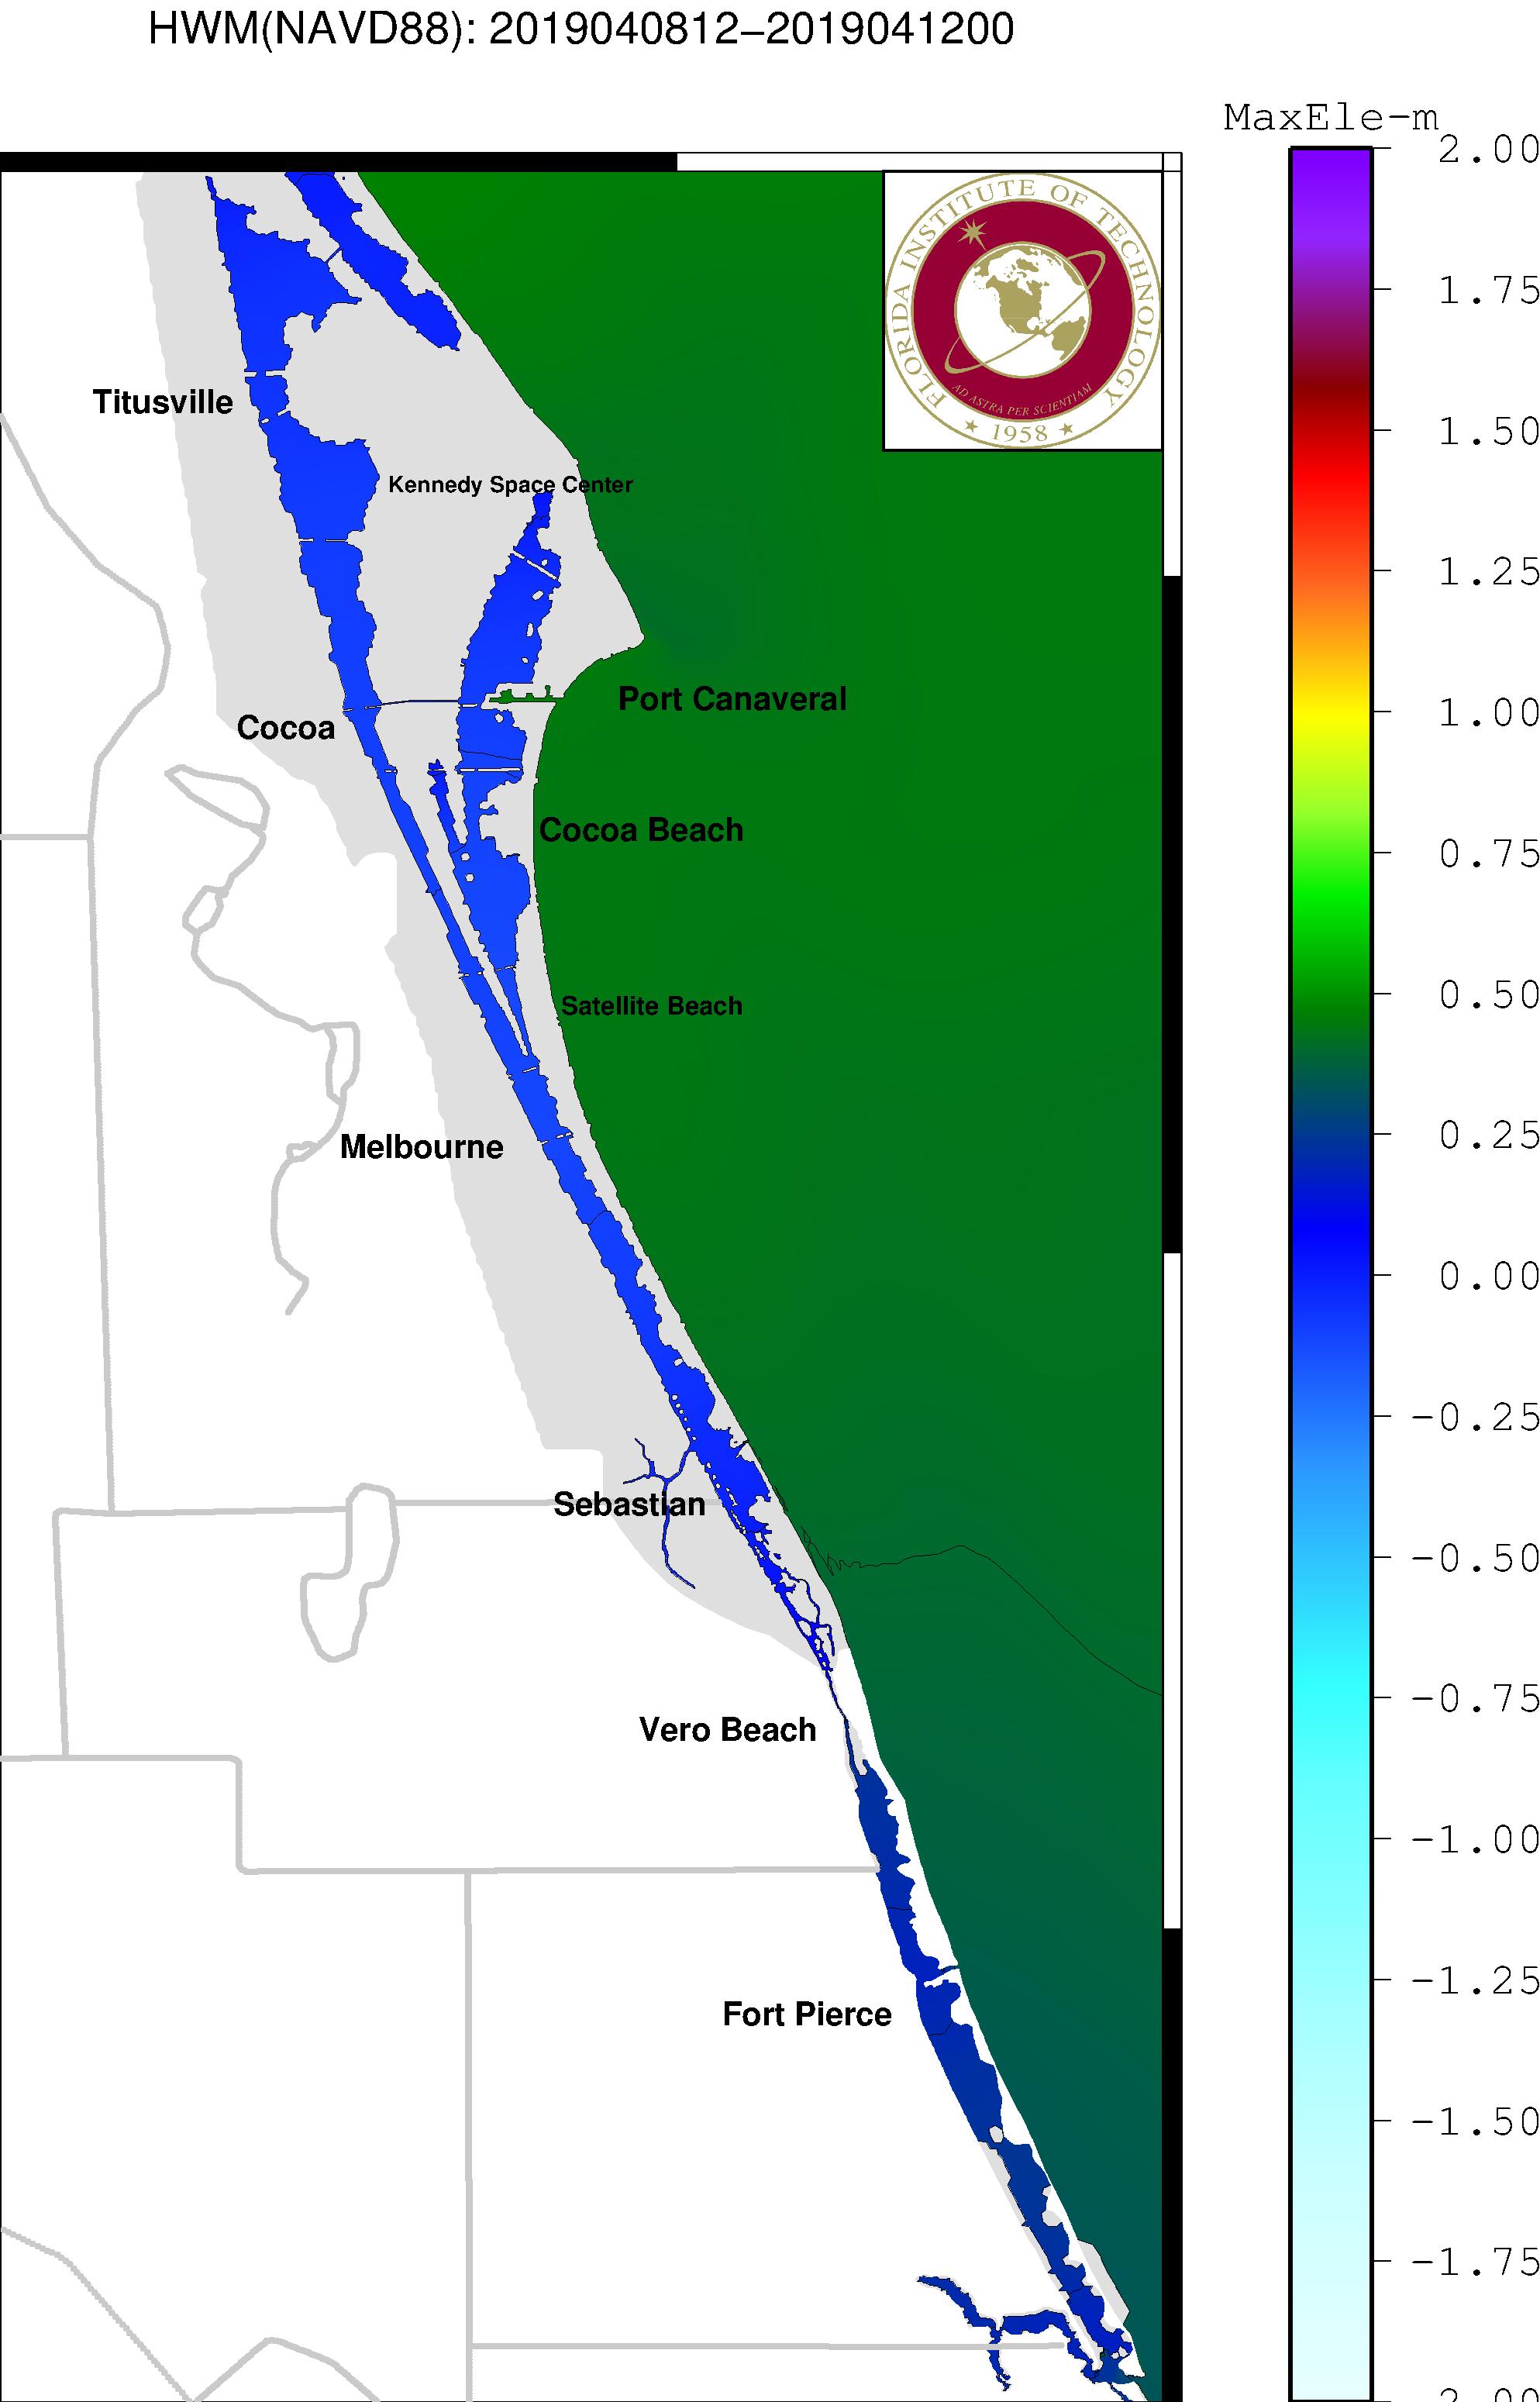 HWM(NAVD88): 2019040812−2019041200
MaxEle−m
2.00
1.75
1.50
1.25
1.00
0.75
0.50
0.25
0.00
−0.25
−0.50
−0.75
−1.00
−1.25
−1.50
−1.75
2.00
FLORIDA INSTITUTE OF TECHNOLOGY
AD ASTRA PER SCIENTIAM
1958
Titusville
Kennedy Space Center
Port Canaveral
Cocoa
Cocoa Beach
Satellite Beach
Melbourne
Sebastian
Vero Beach
Fort Pierce